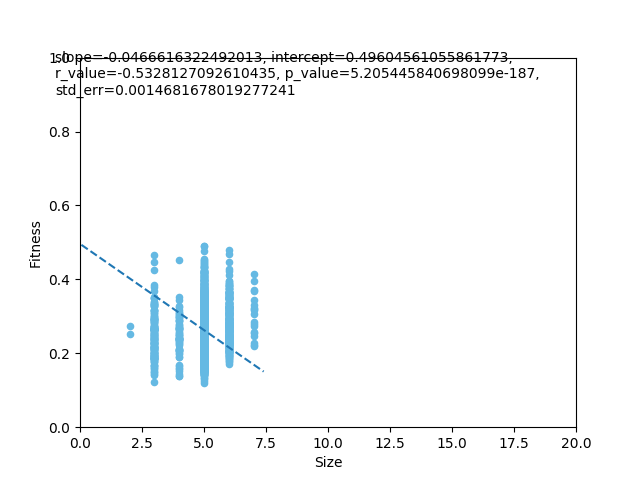 slope=-0.0466616322492013, intercept=0.49604561055861773,
r_value=-0.5328127092610435, p_value=5.205445840698099e-187,
std_err=0.0014681678019277241
1.0
0.8
0.6
0.4
0.2
0.0
Fitness
0.0 2.5 5.0 7.5 10.0 12.5 15.0 17.5 20.0
Size